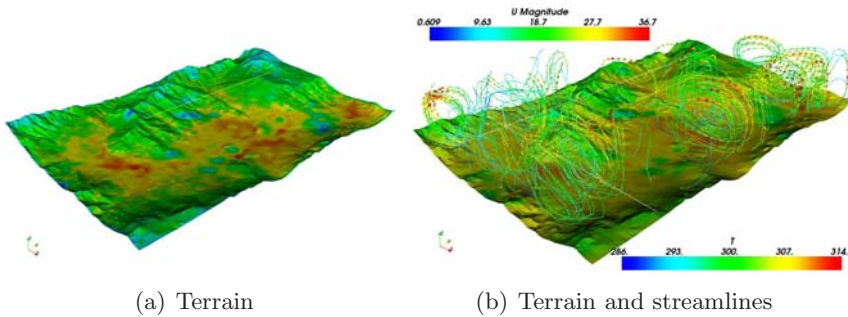 U Magnitude
0.609 9.63 18.7 27.7 36.7
T
286. 293. 300. 307. 314.
(a) Terrain
(b) Terrain and streamlines